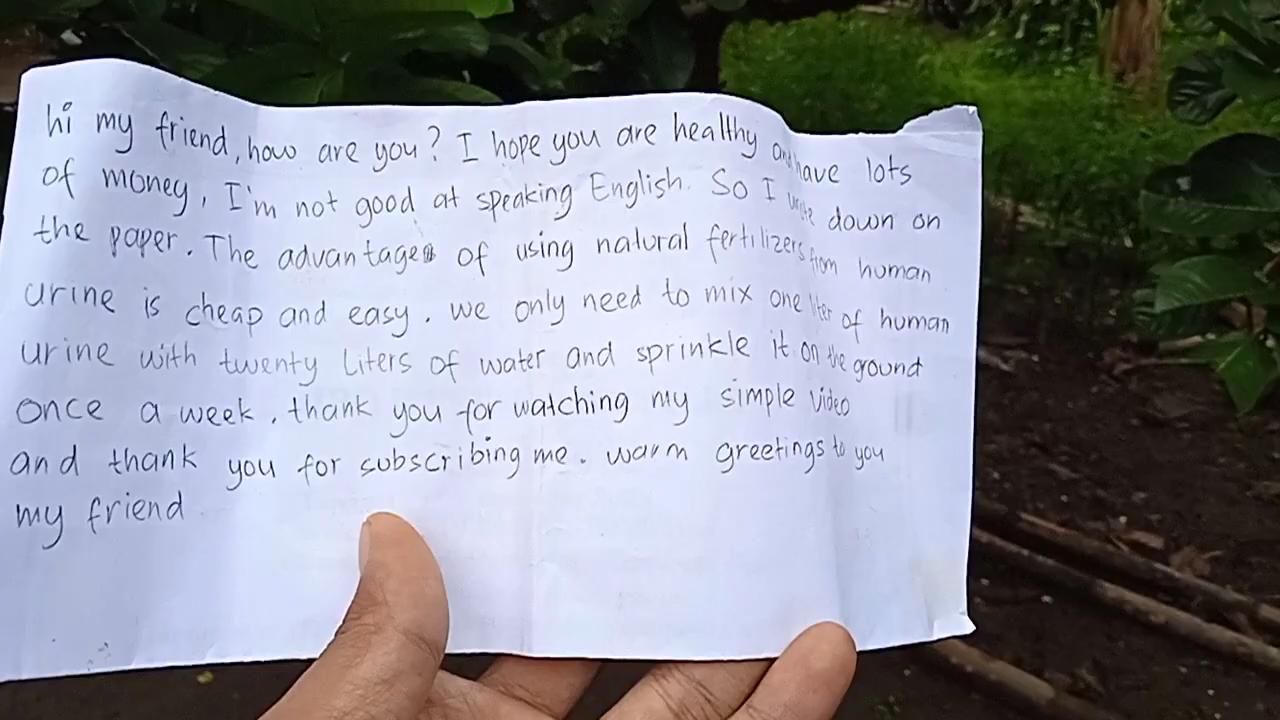 hi my friend, how are you? I hope you are healthy and have lots
of money, I'm not good at speaking English. So I write down on
the paper. The advantages of using natural fertilizers from human
urine is cheap and easy. we only need to mix one liter of human
urine with twenty liters of water and sprinkle it on the ground
once a week. thank you for watching my simple video
and thank you for subscribing me. warm greetings to you
my friend